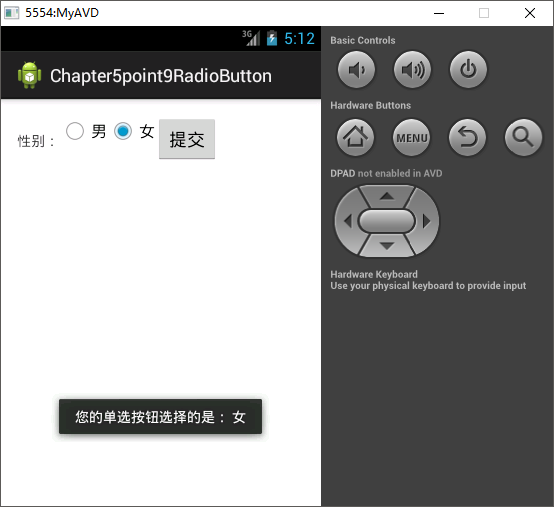 5554:MyAVD
3G 5:12
Chapter5point9RadioButton
性别： 男 女 提交
您的单选按钮选择的是：女
Basic Controls
Hardware Buttons
MENU
DPAD not enabled in AVD
Hardware Keyboard
Use your physical keyboard to provide input